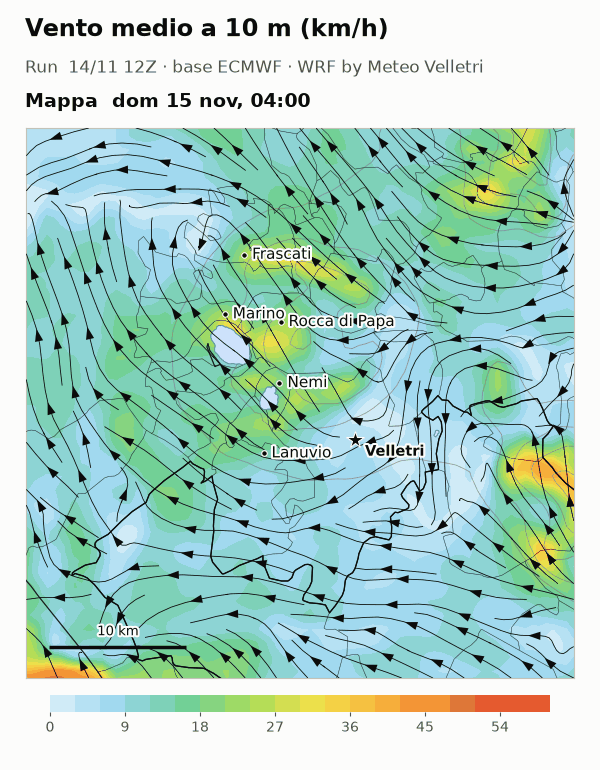 Vento medio a 10 m (km/h)
Run  14/11 12Z · base ECMWF · WRF by Meteo Velletri
Mappa  dom 15 nov, 04:00
Frascati
Marino
Rocca di Papa
Nemi
Velletri
Lanuvio
10 km
0 9 18 27 36 45 54